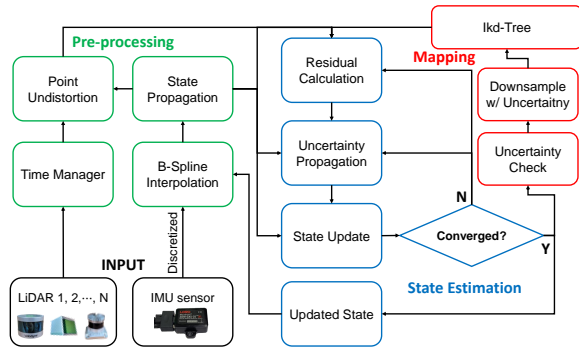 Pre-processing
Ikd-Tree
Point
Undistortion
State
Propagation
Residual
Calculation
Mapping
Downsample
w/ Uncertaitny
Time Manager
B-Spline
Interpolation
Uncertainty
Propagation
Uncertainty
Check
N
Discretized
State Update
Converged?
Y
INPUT
LiDAR 1, 2,⋯, N
IMU sensor
Updated State
State Estimation